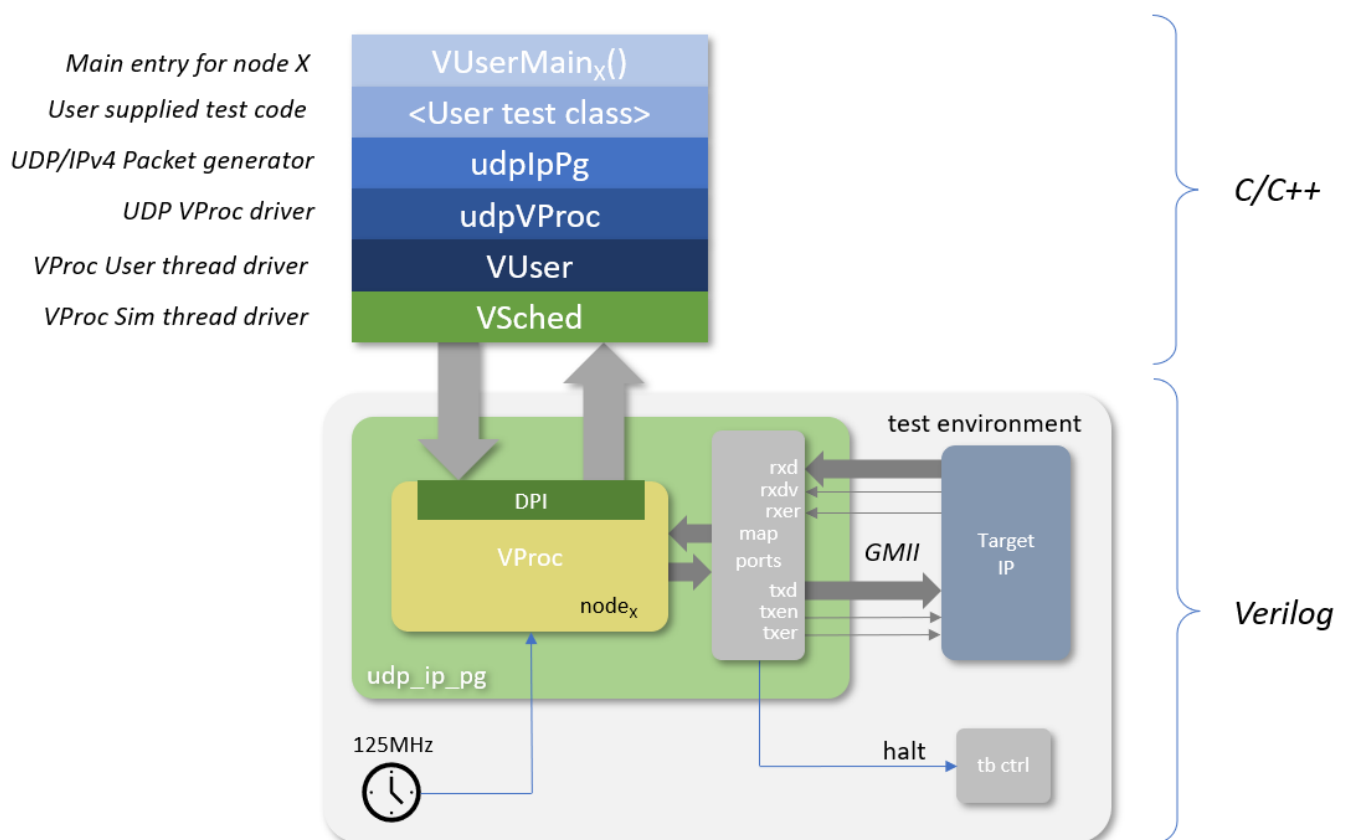 Main entry for node X
VUserMainX()
User supplied test code
<User test class>
UDP/IPv4 Packet generator
udpIpPg
UDP VProc driver
udpVProc
VProc User thread driver
VUser
VProc Sim thread driver
VSched
C/C++
test environment
DPI
VProc
nodeX
udp_ip_pg
rxd
rxdv
rxer
map
ports
txd
txen
txer
GMII
Target
IP
Verilog
125MHz
halt
tb ctrl